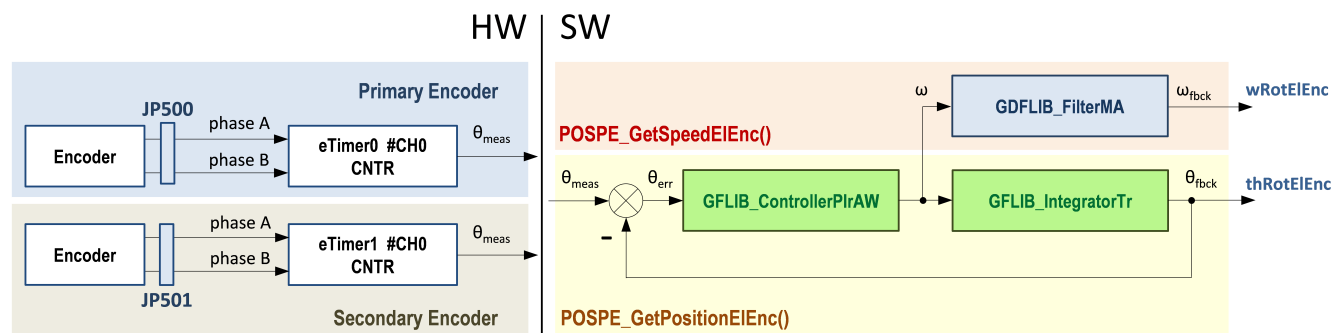 HW
SW
Primary Encoder
JP500
Encoder
phase A
phase B
eTimer0 #CH0
CNTR
θmeas
Encoder
phase A
phase B
JP501
eTimer1 #CH0
CNTR
θmeas
Secondary Encoder
ω
GDFLIB_FilterMA
ωfbck
wRotElEnc
POSPE_GetSpeedElEnc()
θmeas
θerr
GFLIB_ControllerPIrAW
GFLIB_IntegratorTr
θfbck
thRotElEnc
–
POSPE_GetPositionElEnc()